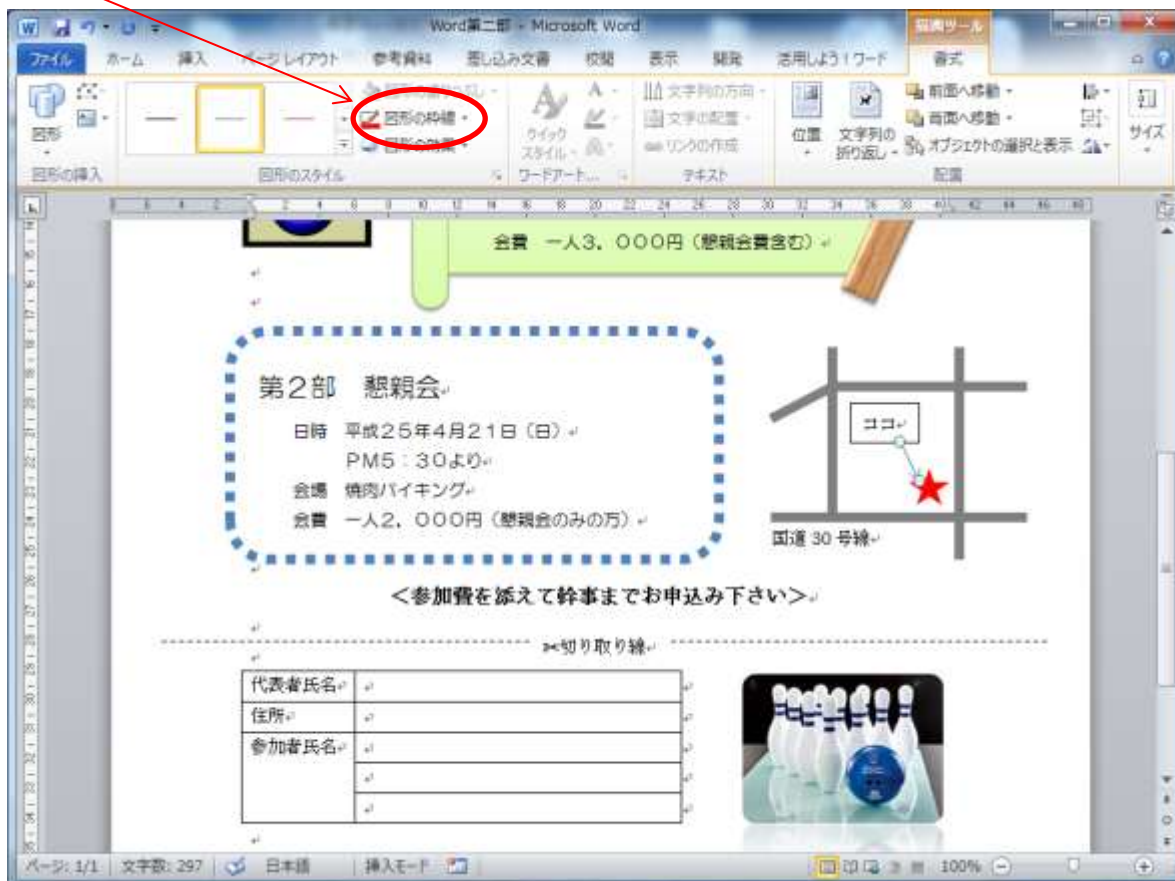 Word第二部 - Microsoft Word
描画ツール
ファイル ホーム 挿入 ページ レイアウト 参考資料 差し込み文書 校閲 表示 開発 活用しよう!ワード 書式
図形の枠線
図形の効果
クイックスタイル
文字列の方向
文字の配置
リンクの作成
位置
文字列の折り返し
前面へ移動
背面へ移動
オブジェクトの選択と表示
サイズ
図形
図形の挿入 図形のスタイル ワードアート... テキスト 配置
会費 一人3,000円(懇親会費含む)
第2部 懇親会
日時 平成25年4月21日(日)
PM5:30より
会場 焼肉バイキング
会費 一人2,000円(懇親会のみの方)
ココ
国道 30 号線
<参加費を添えて幹事までお申込み下さい>
✂切り取り線
代表者氏名
住所
参加者氏名
ページ: 1/1 文字数: 297 日本語 挿入モード 100%